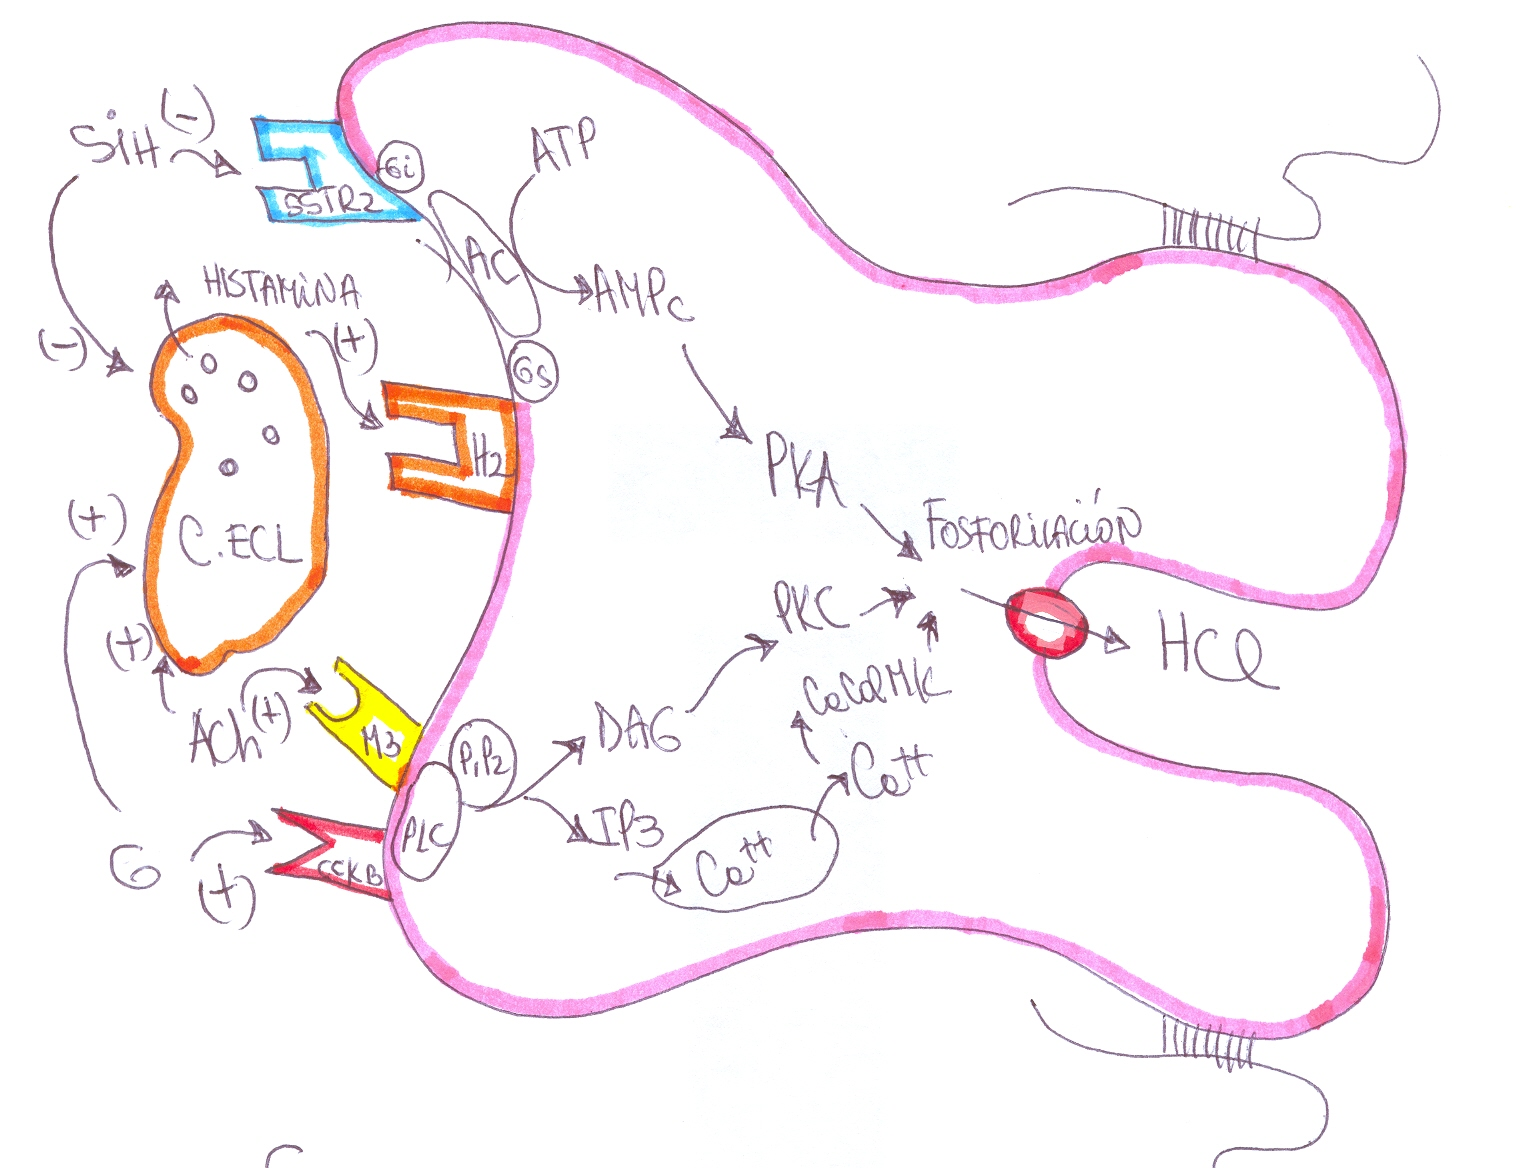 SiH (-)
SSTR2
Gi
ATP
AC
AMPc
HISTAMINA
(+)
(-)
Gs
H2
PKA
C.ECL
(+)
FOSFORILACIÓN
PKC
HCl
(+)
ACh (+)
M3
CaCalMK
PiP2
DAG
Ca++
PLC
IP3
Ca++
G
(+)
CCKB